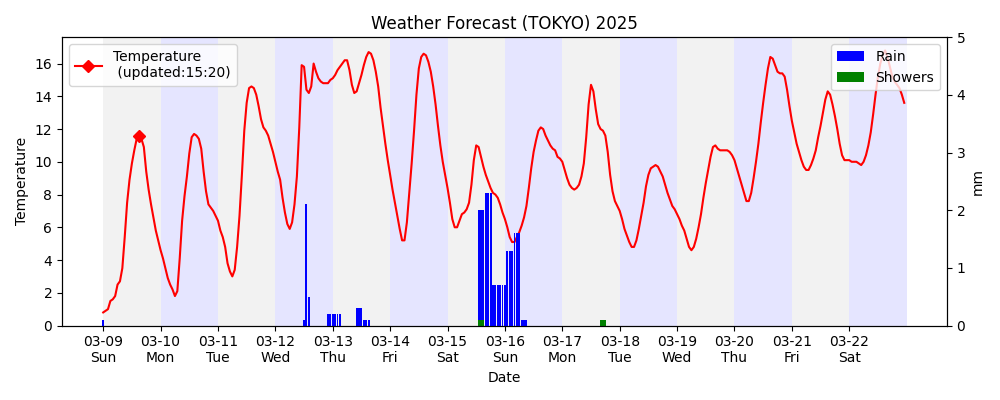 Weather Forecast (TOKYO) 2025
Temperature
(updated:15:20)
Rain
Showers
Temperature
16
14
12
10
8
6
4
2
0
5
4
3
2
1
0
mm
03-09 03-10 03-11 03-12 03-13 03-14 03-15 03-16 03-17 03-18 03-19 03-20 03-21 03-22
Sun Mon Tue Wed Thu Fri Sat Sun Mon Tue Wed Thu Fri Sat
Date